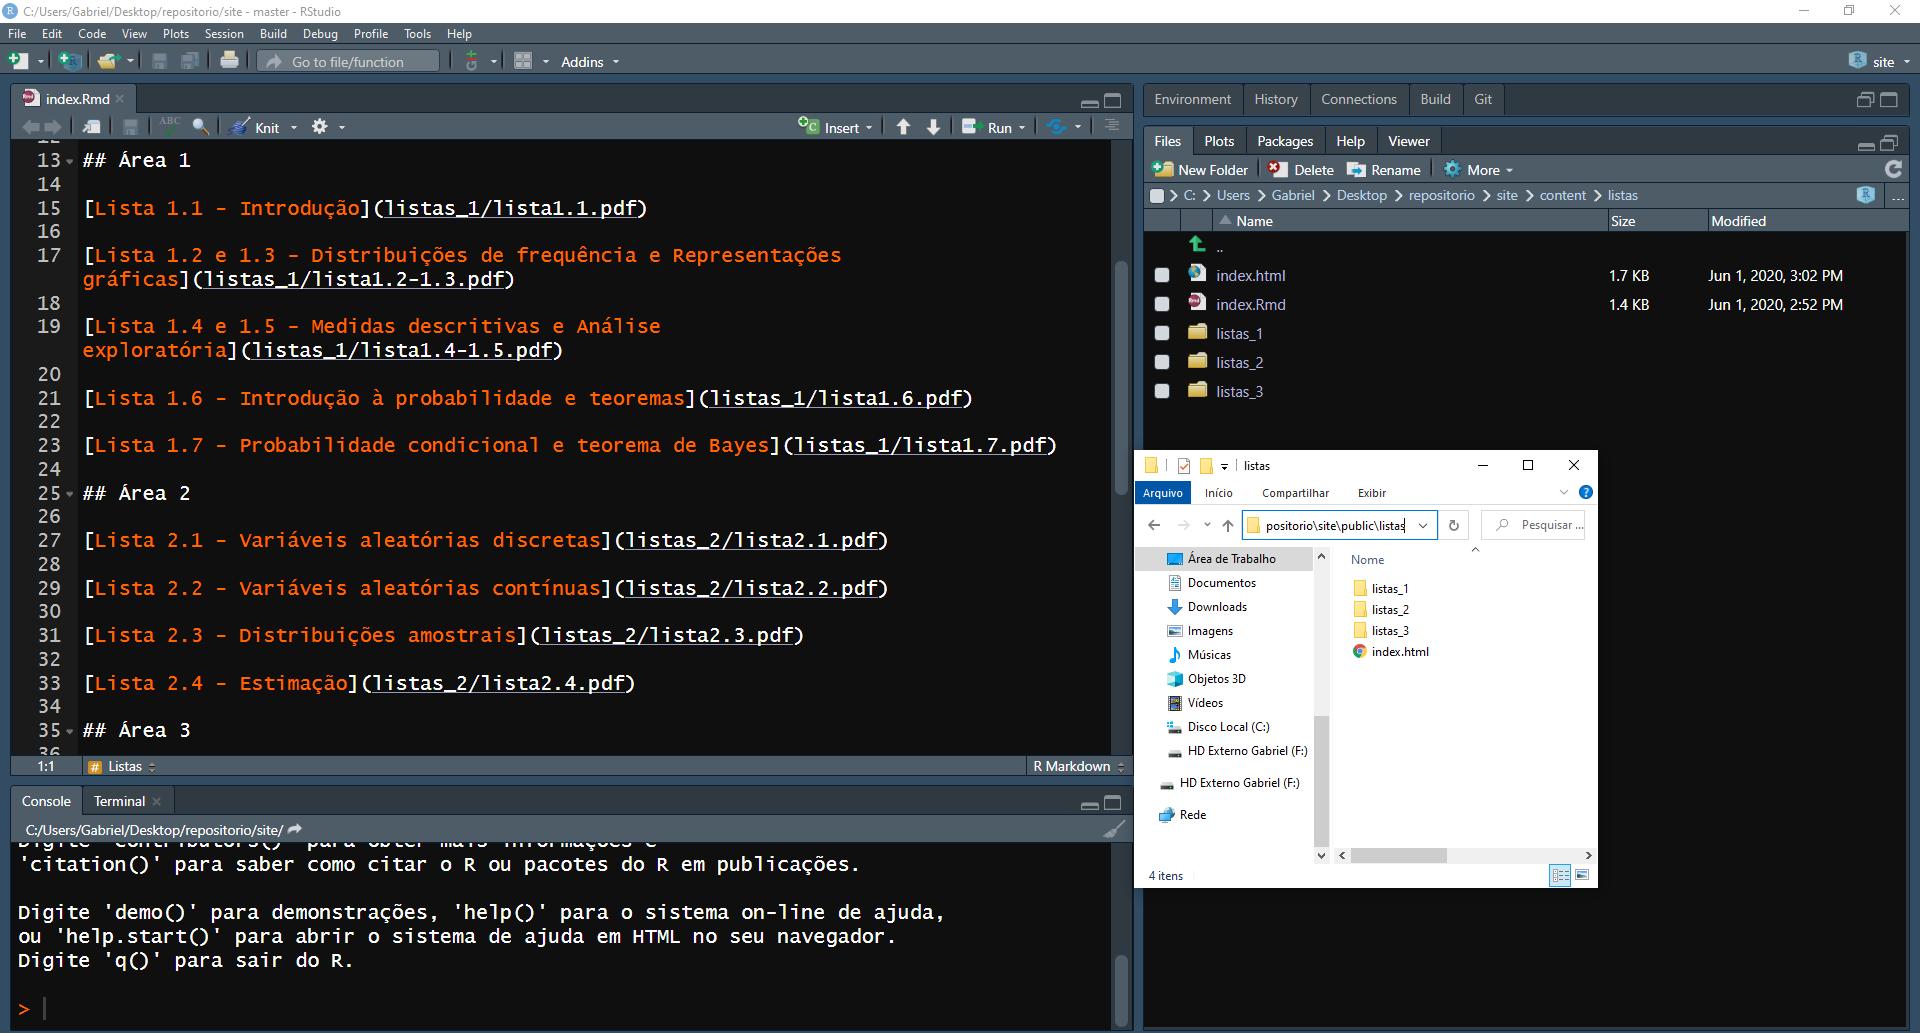 C:/Users/Gabriel/Desktop/repositorio/site - master - RStudio
File Edit Code View Plots Session Build Debug Profile Tools Help
Go to file/function Addins site
index.Rmd
ABC Knit Insert Run
12
13 ## Área 1
14
15 [Lista 1.1 - Introdução](listas_1/lista1.1.pdf)
16
17 [Lista 1.2 e 1.3 - Distribuições de frequência e Representações
gráficas](listas_1/lista1.2-1.3.pdf)
18
19 [Lista 1.4 e 1.5 - Medidas descritivas e Análise
exploratória](listas_1/lista1.4-1.5.pdf)
20
21 [Lista 1.6 - Introdução à probabilidade e teoremas](listas_1/lista1.6.pdf)
22
23 [Lista 1.7 - Probabilidade condicional e teorema de Bayes](listas_1/lista1.7.pdf)
24
25 ## Área 2
26
27 [Lista 2.1 - Variáveis aleatórias discretas](listas_2/lista2.1.pdf)
28
29 [Lista 2.2 - Variáveis aleatórias contínuas](listas_2/lista2.2.pdf)
30
31 [Lista 2.3 - Distribuições amostrais](listas_2/lista2.3.pdf)
32
33 [Lista 2.4 - Estimação](listas_2/lista2.4.pdf)
34
35 ## Área 3
36
1:1 # Listas R Markdown
Console Terminal
C:/Users/Gabriel/Desktop/repositorio/site/
Digite 'contributors()' para obter mais informações e
'citation()' para saber como citar o R ou pacotes do R em publicações.
Digite 'demo()' para demonstrações, 'help()' para o sistema on-line de ajuda,
ou 'help.start()' para abrir o sistema de ajuda em HTML no seu navegador.
Digite 'q()' para sair do R.
>
Environment History Connections Build Git
Files Plots Packages Help Viewer
New Folder Delete Rename More
C: > Users > Gabriel > Desktop > repositorio > site > content > listas ...
Name Size Modified
..
index.html 1.7 KB Jun 1, 2020, 3:02 PM
index.Rmd 1.4 KB Jun 1, 2020, 2:52 PM
listas_1
listas_2
listas_3
listas
Arquivo Início Compartilhar Exibir
positorio\site\public\listas Pesquisar ...
Área de Trabalho
Documentos
Downloads
Imagens
Músicas
Objetos 3D
Vídeos
Disco Local (C:)
HD Externo Gabriel (F:)
HD Externo Gabriel (F:)
Rede
Nome
listas_1
listas_2
listas_3
index.html
4 itens